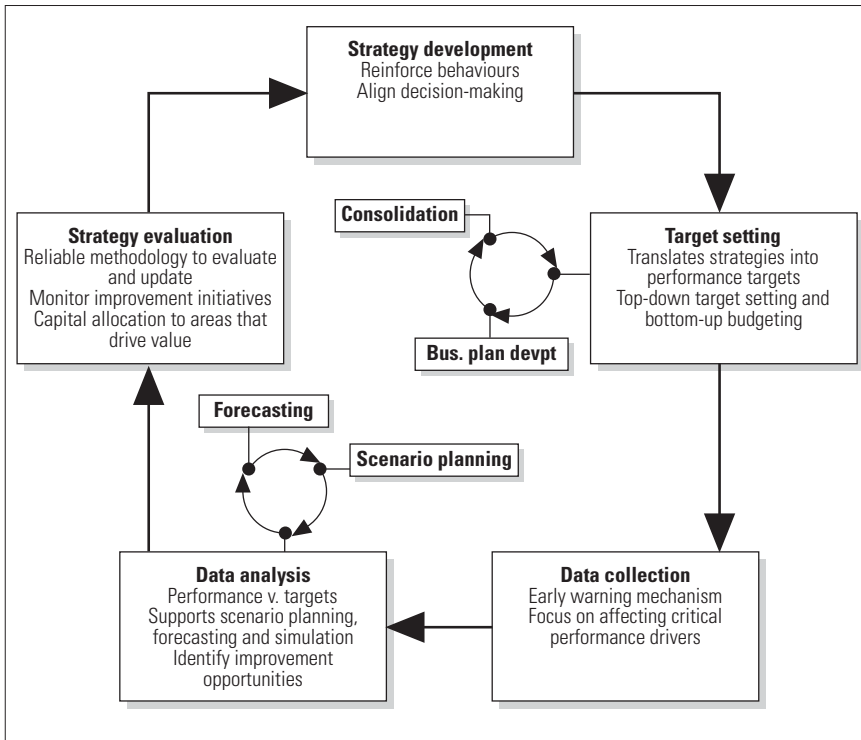 Strategy development
Reinforce behaviours
Align decision-making
Consolidation
Target setting
Translates strategies into
performance targets
Top-down target setting and
bottom-up budgeting
Bus. plan devpt
Strategy evaluation
Reliable methodology to evaluate
and update
Monitor improvement initiatives
Capital allocation to areas that
drive value
Forecasting
Scenario planning
Data analysis
Performance v. targets
Supports scenario planning,
forecasting and simulation
Identify improvement
opportunities
Data collection
Early warning mechanism
Focus on affecting critical
performance drivers